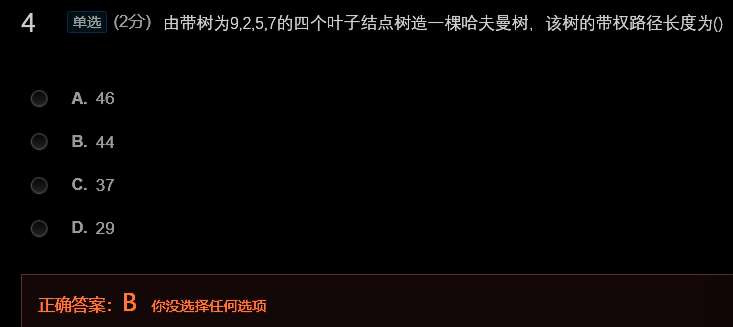 4 单选 (2分) 由带树为9,2,5,7的四个叶子结点树造一棵哈夫曼树，该树的带权路径长度为()
A. 46
B. 44
C. 37
D. 29
正确答案：B 你没选择任何选项